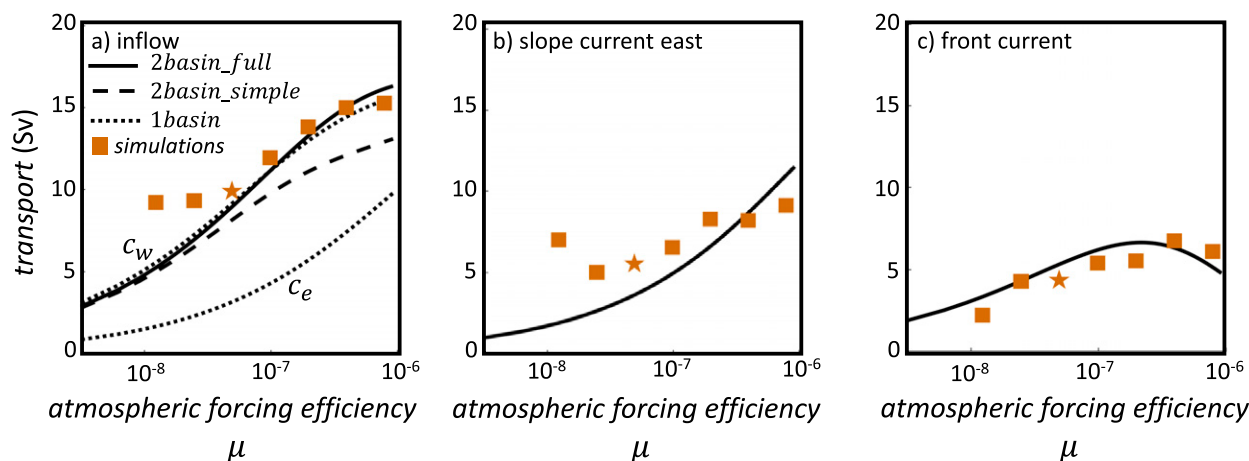 a) inflow
2basin_full
2basin_simple
1basin
simulations
c_w
c_e
transport (Sv)
20
15
10
5
0
10⁻⁸
10⁻⁷
10⁻⁶
atmospheric forcing efficiency
μ
b) slope current east
20
15
10
5
0
10⁻⁸
10⁻⁷
10⁻⁶
atmospheric forcing efficiency
μ
c) front current
20
15
10
5
0
10⁻⁸
10⁻⁷
10⁻⁶
atmospheric forcing efficiency
μ